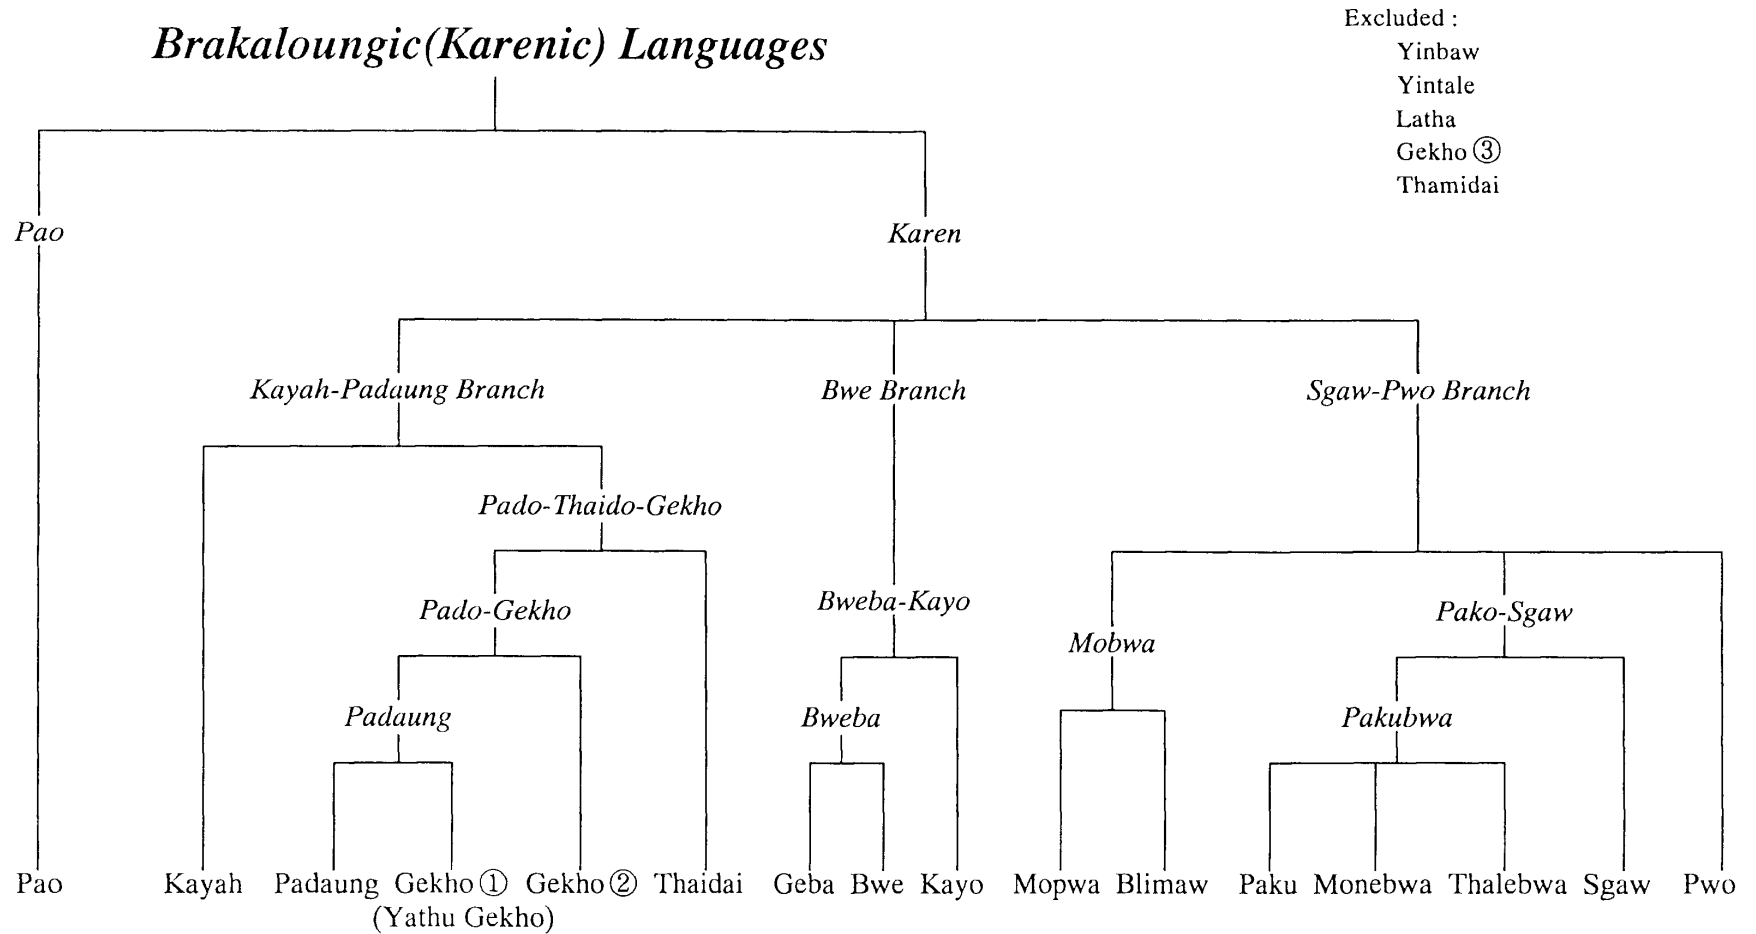 Brakaloungic(Karenic) Languages
Excluded :
Yinbaw
Yintale
Latha
Gekho ③
Thamidai
Pao
Karen
Kayah-Padaung Branch
Bwe Branch
Sgaw-Pwo Branch
Pado-Thaido-Gekho
Pado-Gekho
Bweba-Kayo
Pako-Sgaw
Mobwa
Padaung
Bweba
Pakubwa
Pao Kayah Padaung Gekho ① Gekho ② Thaidai Geba Bwe Kayo Mopwa Blimaw Paku Monebwa Thalebwa Sgaw Pwo
(Yathu Gekho)